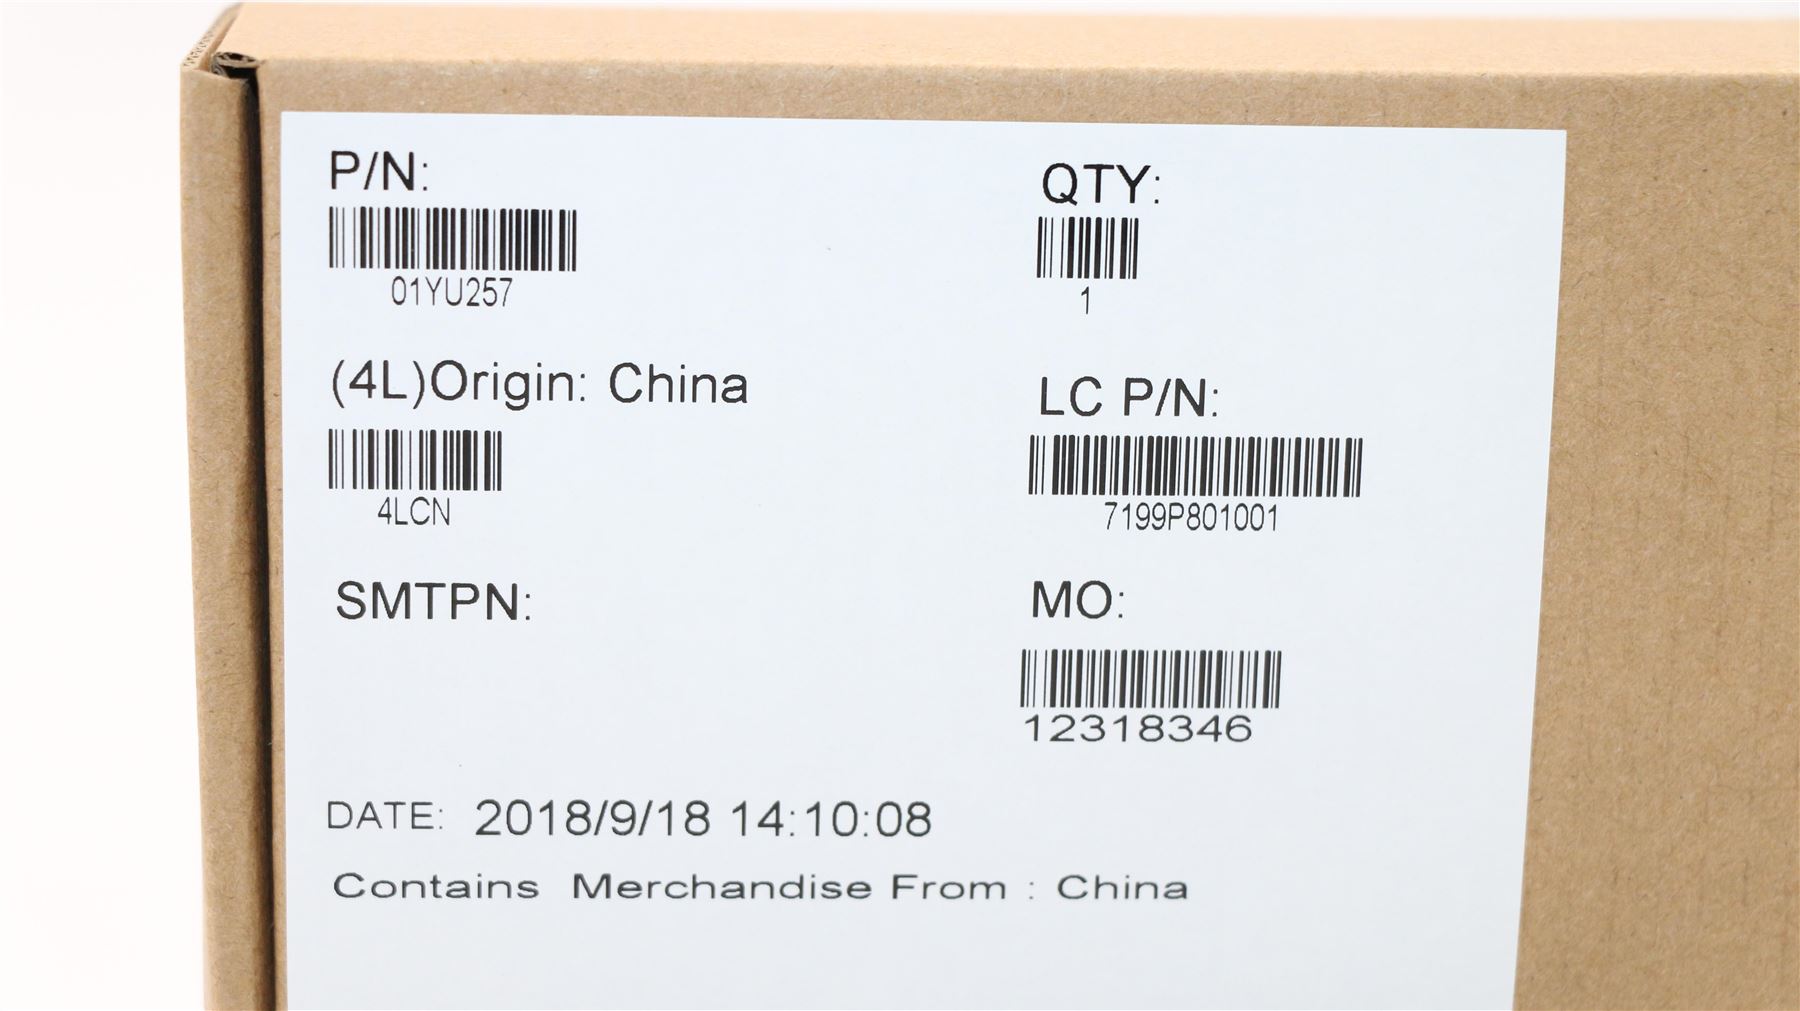 P/N:
01YU257
QTY:
1
(4L)Origin: China
4LCN
LC P/N:
7199P801001
SMTPN:
MO:
12318346
DATE: 2018/9/18 14:10:08
Contains Merchandise From : China